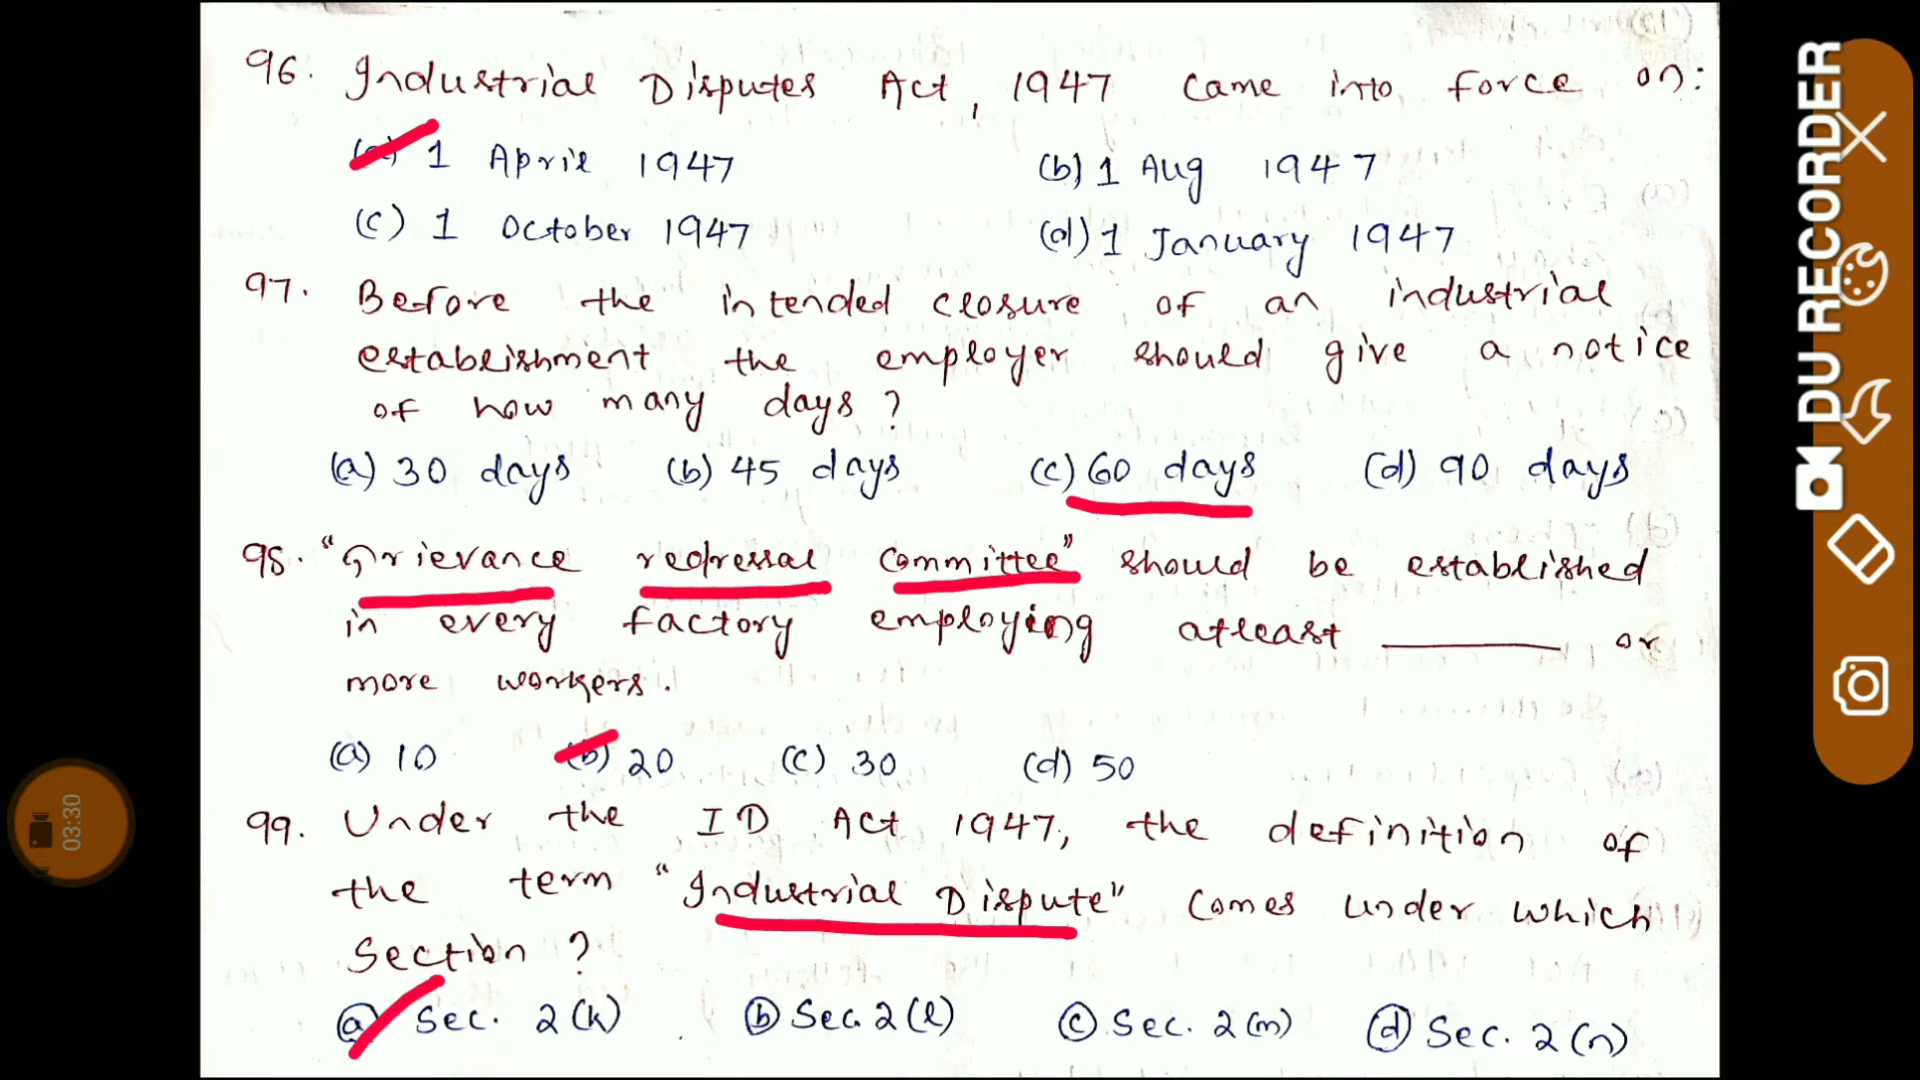 96. Industrial Disputes Act, 1947 came into force on:
(a) 1 April 1947 (b) 1 Aug 1947
(c) 1 October 1947 (d) 1 January 1947
97. Before the intended closure of an industrial
establishment the employer should give a notice
of how many days ?
(a) 30 days (b) 45 days (c) 60 days (d) 90 days
98. "Grievance redressal committee" should be established
in every factory employing atleast ________ or
more workers.
(a) 10 (b) 20 (c) 30 (d) 50
99. Under the ID Act 1947, the definition of
the term "Industrial Dispute" comes under which
Section ?
(a) Sec. 2(k) (b) Sec. 2(l) (c) Sec. 2(m) (d) Sec. 2(n)
DU RECORDER
03:30